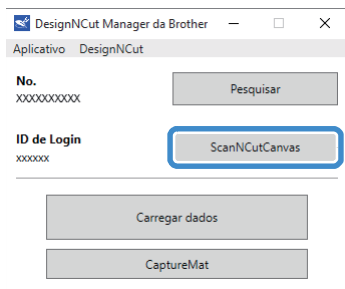 DesignNCut Manager da Brother
Aplicativo DesignNCut
No.
XXXXXXXXXX
Pesquisar
ID de Login
xxxxxx
ScanNCutCanvas
Carregar dados
CaptureMat